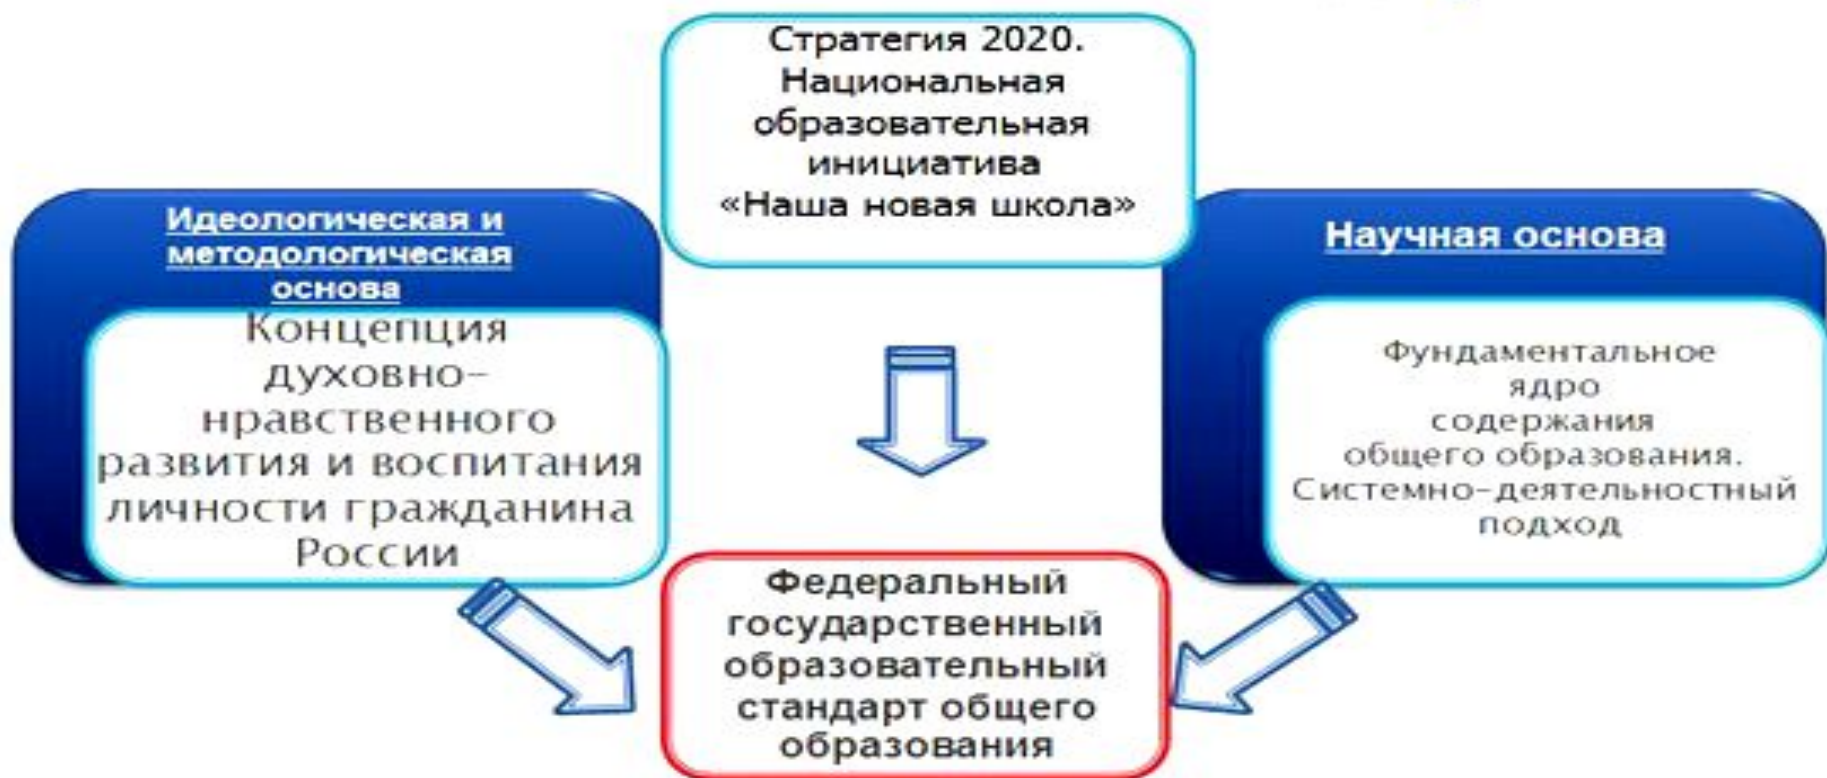 Стратегия 2020.
Национальная
образовательная
инициатива
«Наша новая школа»
Идеологическая и
методологическая
основа
Концепция
духовно-
нравственного
развития и воспитания
личности гражданина
России
Научная основа
Фундаментальное
ядро
содержания
общего образования.
Системно-деятельностный
подход
Федеральный
государственный
образовательный
стандарт общего
образования